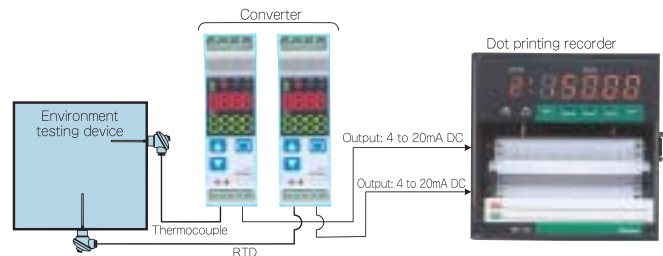 Converter
Dot printing recorder
Environment
testing device
Output: 4 to 20mA DC
Output: 4 to 20mA DC
Thermocouple
RTD